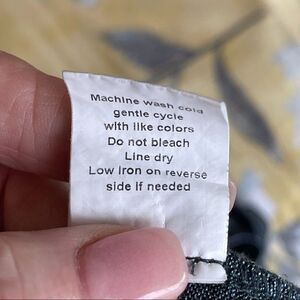 Machine wash cold
gentle cycle
with like colors
Do not bleach
Line dry
Low iron on reverse
side if needed